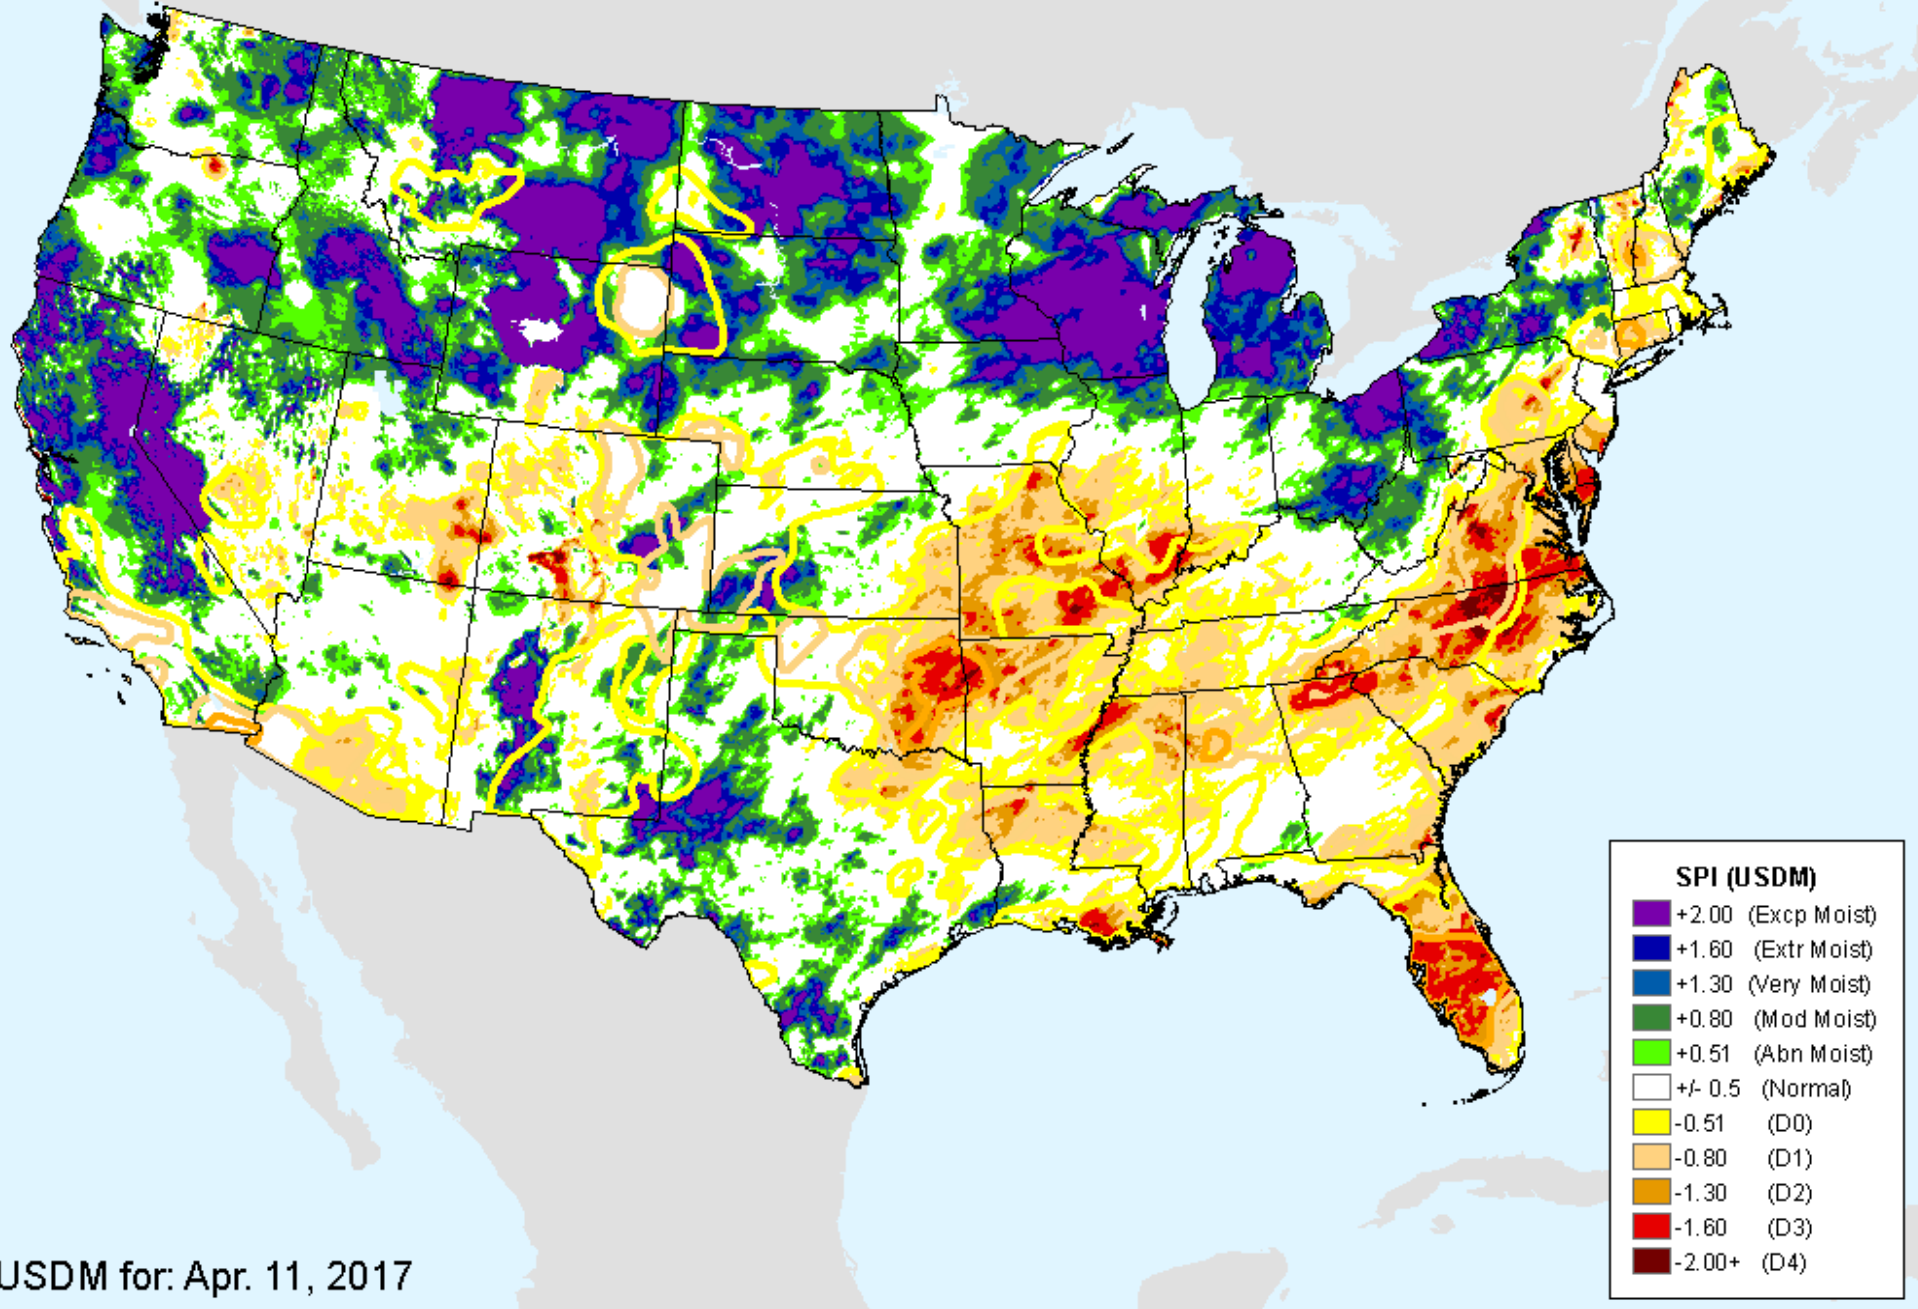 SPI (USDM)
+2.00 (Excp Moist)
+1.60 (Extr Moist)
+1.30 (Very Moist)
+0.80 (Mod Moist)
+0.51 (Abn Moist)
+/- 0.5 (Normal)
-0.51 (D0)
-0.80 (D1)
-1.30 (D2)
-1.60 (D3)
-2.00+ (D4)
USDM for: Apr. 11, 2017